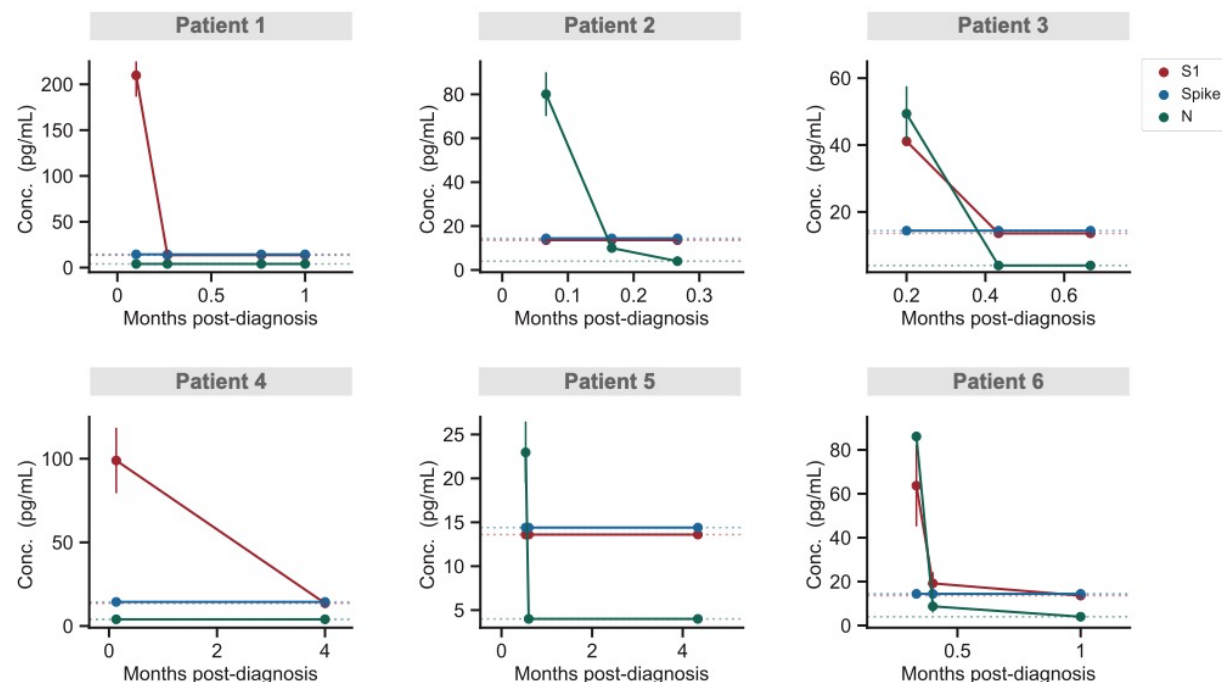 Patient 1
Patient 2
Patient 3
Conc. (pg/mL)
200
150
100
50
0
0
0.5
1
Months post-diagnosis
Conc. (pg/mL)
80
60
40
20
0
0
0.1
0.2
0.3
Months post-diagnosis
Conc. (pg/mL)
60
40
20
0.2
0.4
0.6
Months post-diagnosis
S1
Spike
N
Patient 4
Patient 5
Patient 6
Conc. (pg/mL)
100
50
0
0
2
4
Months post-diagnosis
Conc. (pg/mL)
25
20
15
10
5
0
2
4
Months post-diagnosis
Conc. (pg/mL)
80
60
40
20
0
0.5
1
Months post-diagnosis